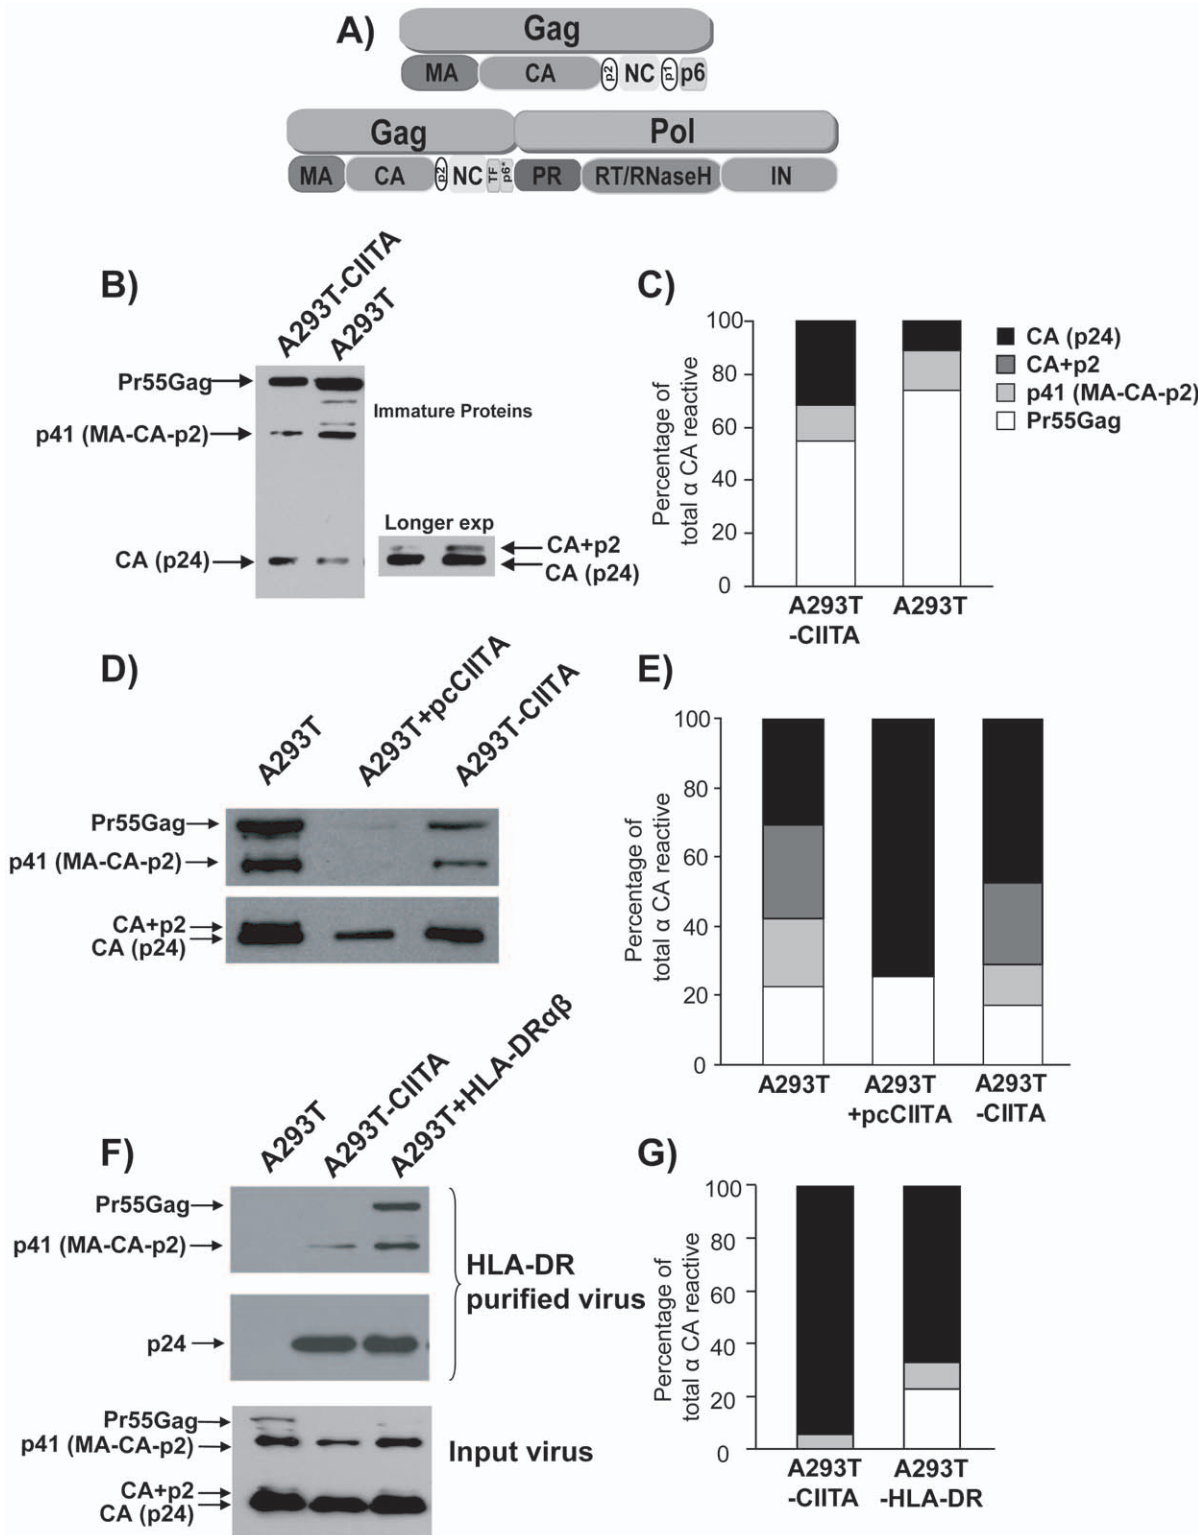 A)
Gag
MA CA p2 NC p1 p6
Gag Pol
MA CA p2 NC TF p6* PR RT/RNaseH IN
B)
A293T-CIITA
A293T
Pr55Gag
Immature Proteins
p41 (MA-CA-p2)
Longer exp
CA (p24)
CA+p2
CA (p24)
C)
Percentage of
total α CA reactive
100
80
60
40
20
0
A293T
-CIITA
A293T
CA (p24)
CA+p2
p41 (MA-CA-p2)
Pr55Gag
D)
A293T
A293T+pcCIITA
A293T-CIITA
Pr55Gag
p41 (MA-CA-p2)
CA+p2
CA (p24)
E)
Percentage of
total α CA reactive
100
80
60
40
20
0
A293T
A293T
+pcCIITA
A293T
-CIITA
F)
A293T
A293T-CIITA
A293T+HLA-DRαβ
Pr55Gag
p41 (MA-CA-p2)
p24
HLA-DR
purified virus
Pr55Gag
p41 (MA-CA-p2)
CA+p2
CA (p24)
Input virus
G)
Percentage of
total α CA reactive
100
80
60
40
20
0
A293T
-CIITA
A293T
-HLA-DR